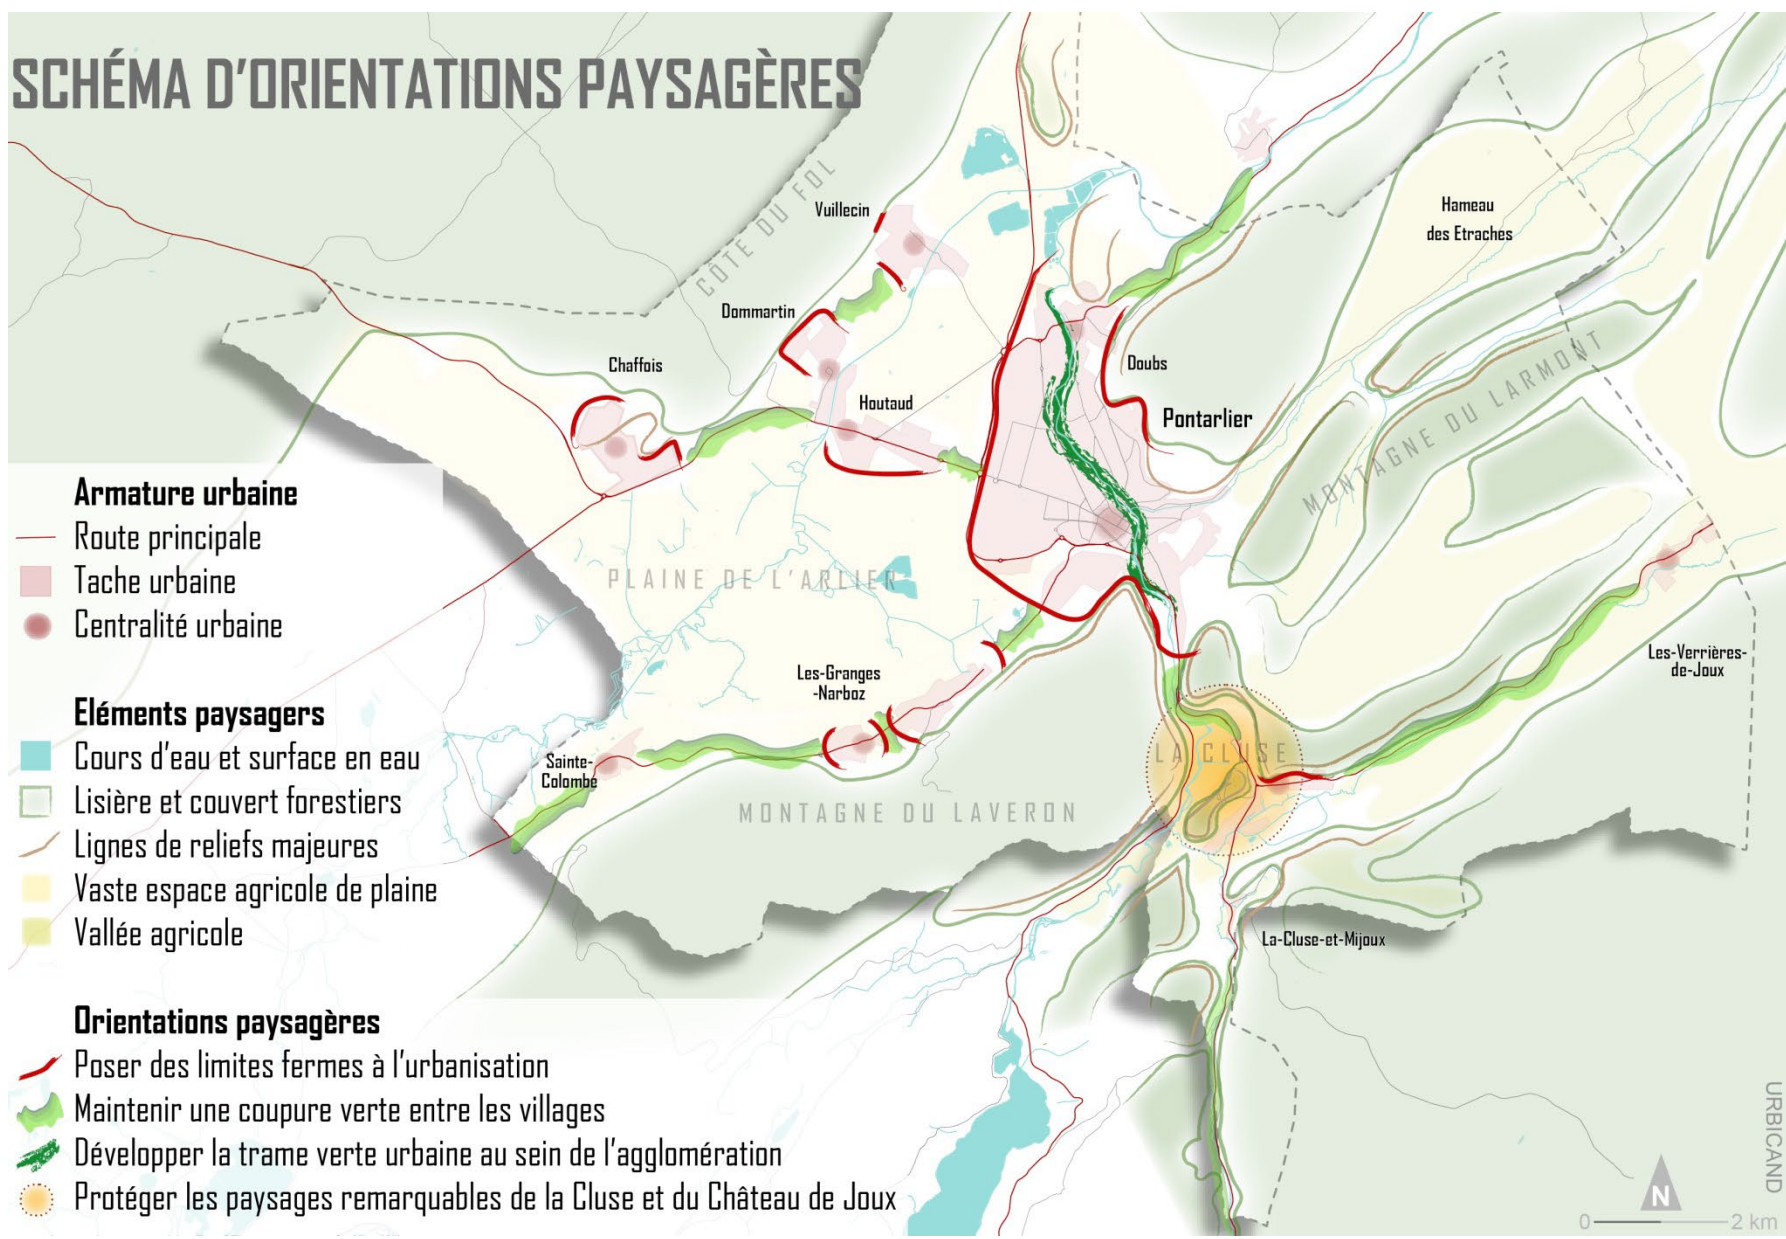 SCHÉMA D'ORIENTATIONS PAYSAGÈRES
CÔTE DU FOL
Vuillecin
Hameau
des Etraches
Dommartin
Chaffois
Houtaud
Doubs
Pontarlier
MONTAGNE DU LARMONT
PLAINE DE L'ARLIER
Les-Granges
-Narboz
Sainte-
Colombe
MONTAGNE DU LAVERON
LA CLUSE
Les-Verrières-
de-Joux
La-Cluse-et-Mijoux
Armature urbaine
Route principale
Tache urbaine
Centralité urbaine
Eléments paysagers
Cours d'eau et surface en eau
Lisière et couvert forestiers
Lignes de reliefs majeures
Vaste espace agricole de plaine
Vallée agricole
Orientations paysagères
Poser des limites fermes à l'urbanisation
Maintenir une coupure verte entre les villages
Développer la trame verte urbaine au sein de l'agglomération
Protéger les paysages remarquables de la Cluse et du Château de Joux
URBICAND
N
0 2 km